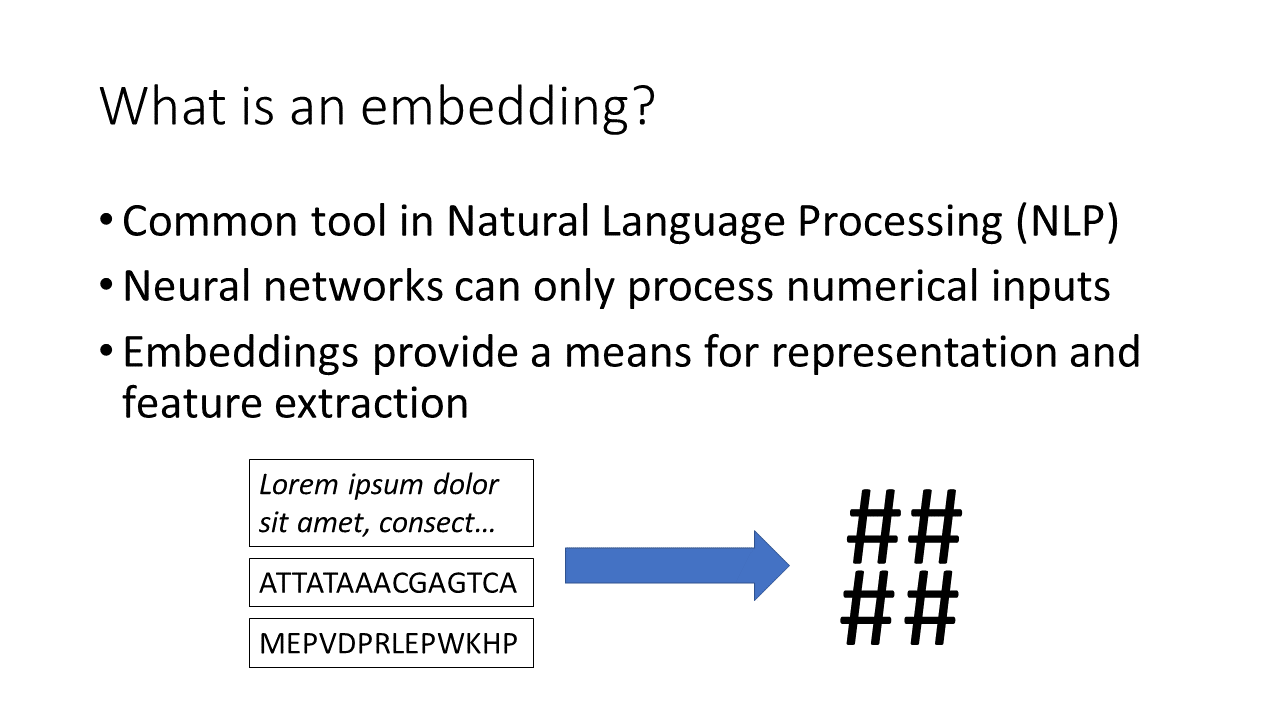 What is an embedding?
• Common tool in Natural Language Processing (NLP)
• Neural networks can only process numerical inputs
• Embeddings provide a means for representation and
feature extraction
Lorem ipsum dolor
sit amet, consect…
ATTATAAACGAGTCA
MEPVDPRLEPWKHP
##
##